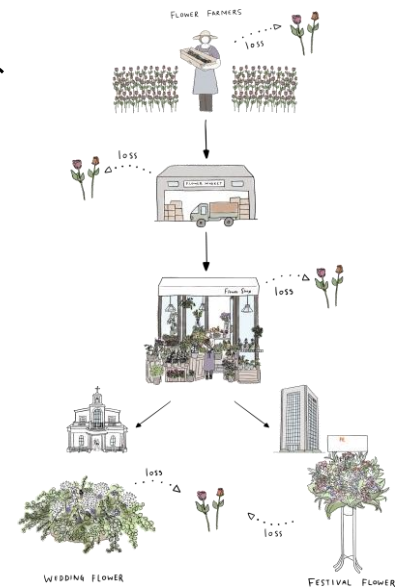 FLOWER FARMERS
loss
loss
FLOWER MARKET
Flower Shop
loss
loss
loss
WEDDING FLOWER
FESTIVAL FLOWER